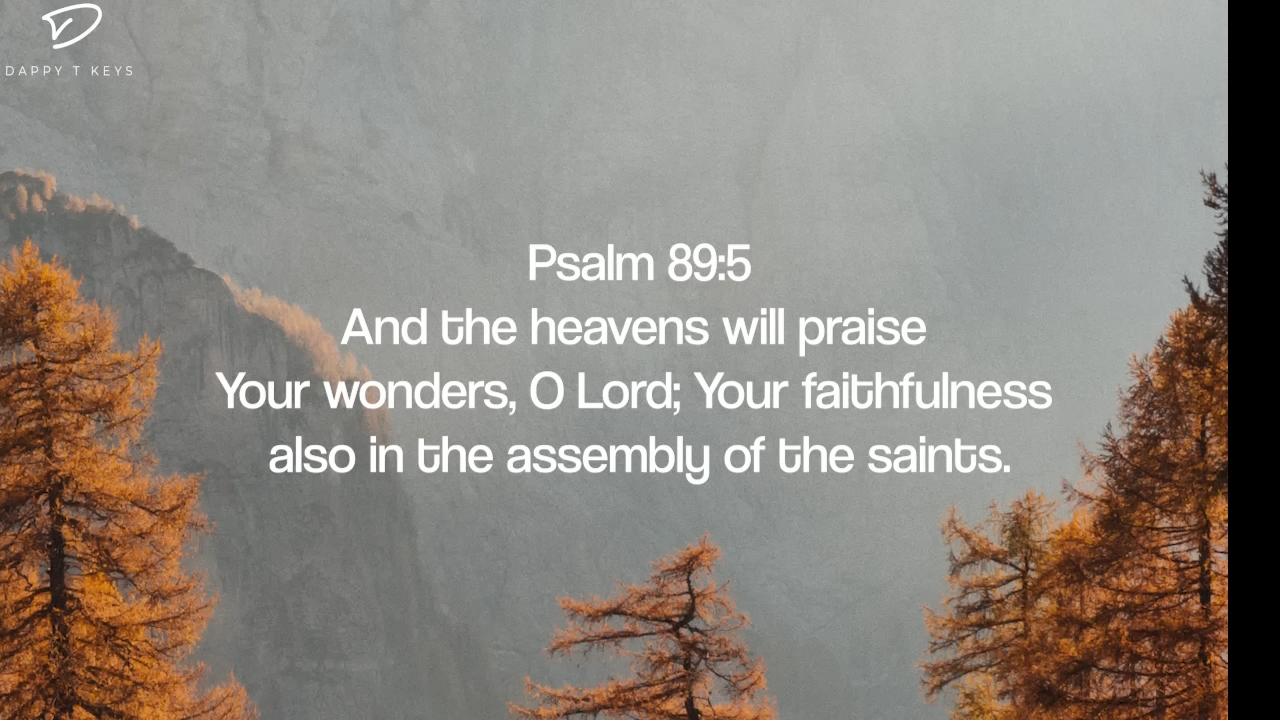 DAPPY T KEYS
Psalm 89:5
And the heavens will praise
Your wonders, O Lord; Your faithfulness
also in the assembly of the saints.